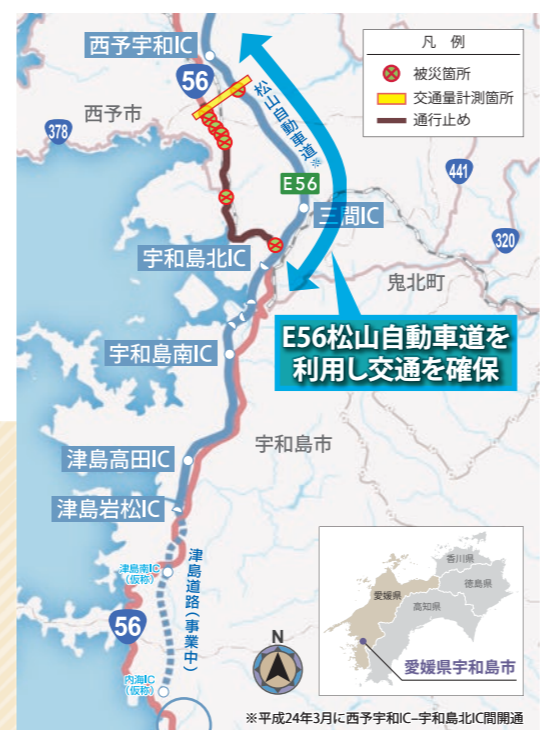 西予宇和IC
凡 例
被災箇所
交通量計測箇所
通行止め
56
西予市
378
松山自動車道※
E56
441
三間IC
320
宇和島北IC
鬼北町
E56松山自動車道を
利用し交通を確保
宇和島南IC
宇和島市
津島高田IC
津島岩松IC
津島南IC
(仮称)
津島道路(事業中)
56
内海IC
(仮称)
N
香川県
徳島県
愛媛県
高知県
愛媛県宇和島市
※平成24年3月に西予宇和IC–宇和島北IC間開通